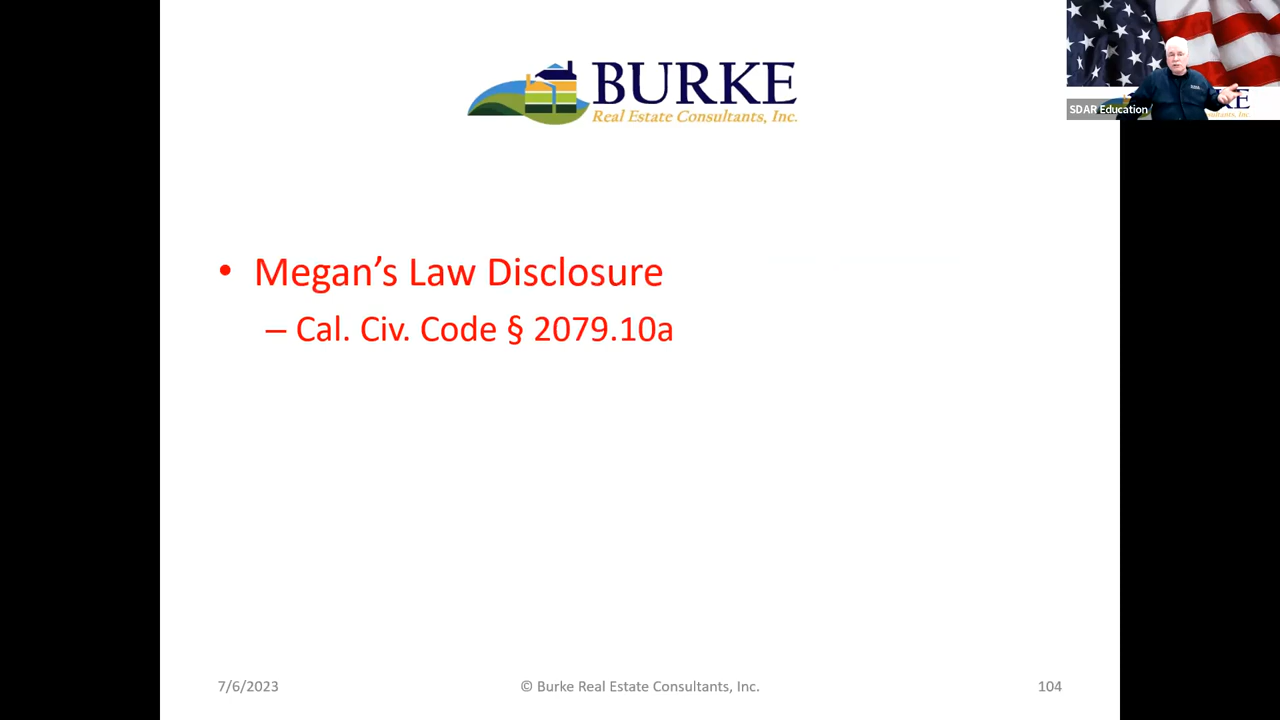 BURKE
Real Estate Consultants, Inc.
SDAR Education
• Megan’s Law Disclosure
– Cal. Civ. Code § 2079.10a
7/6/2023
© Burke Real Estate Consultants, Inc.
104